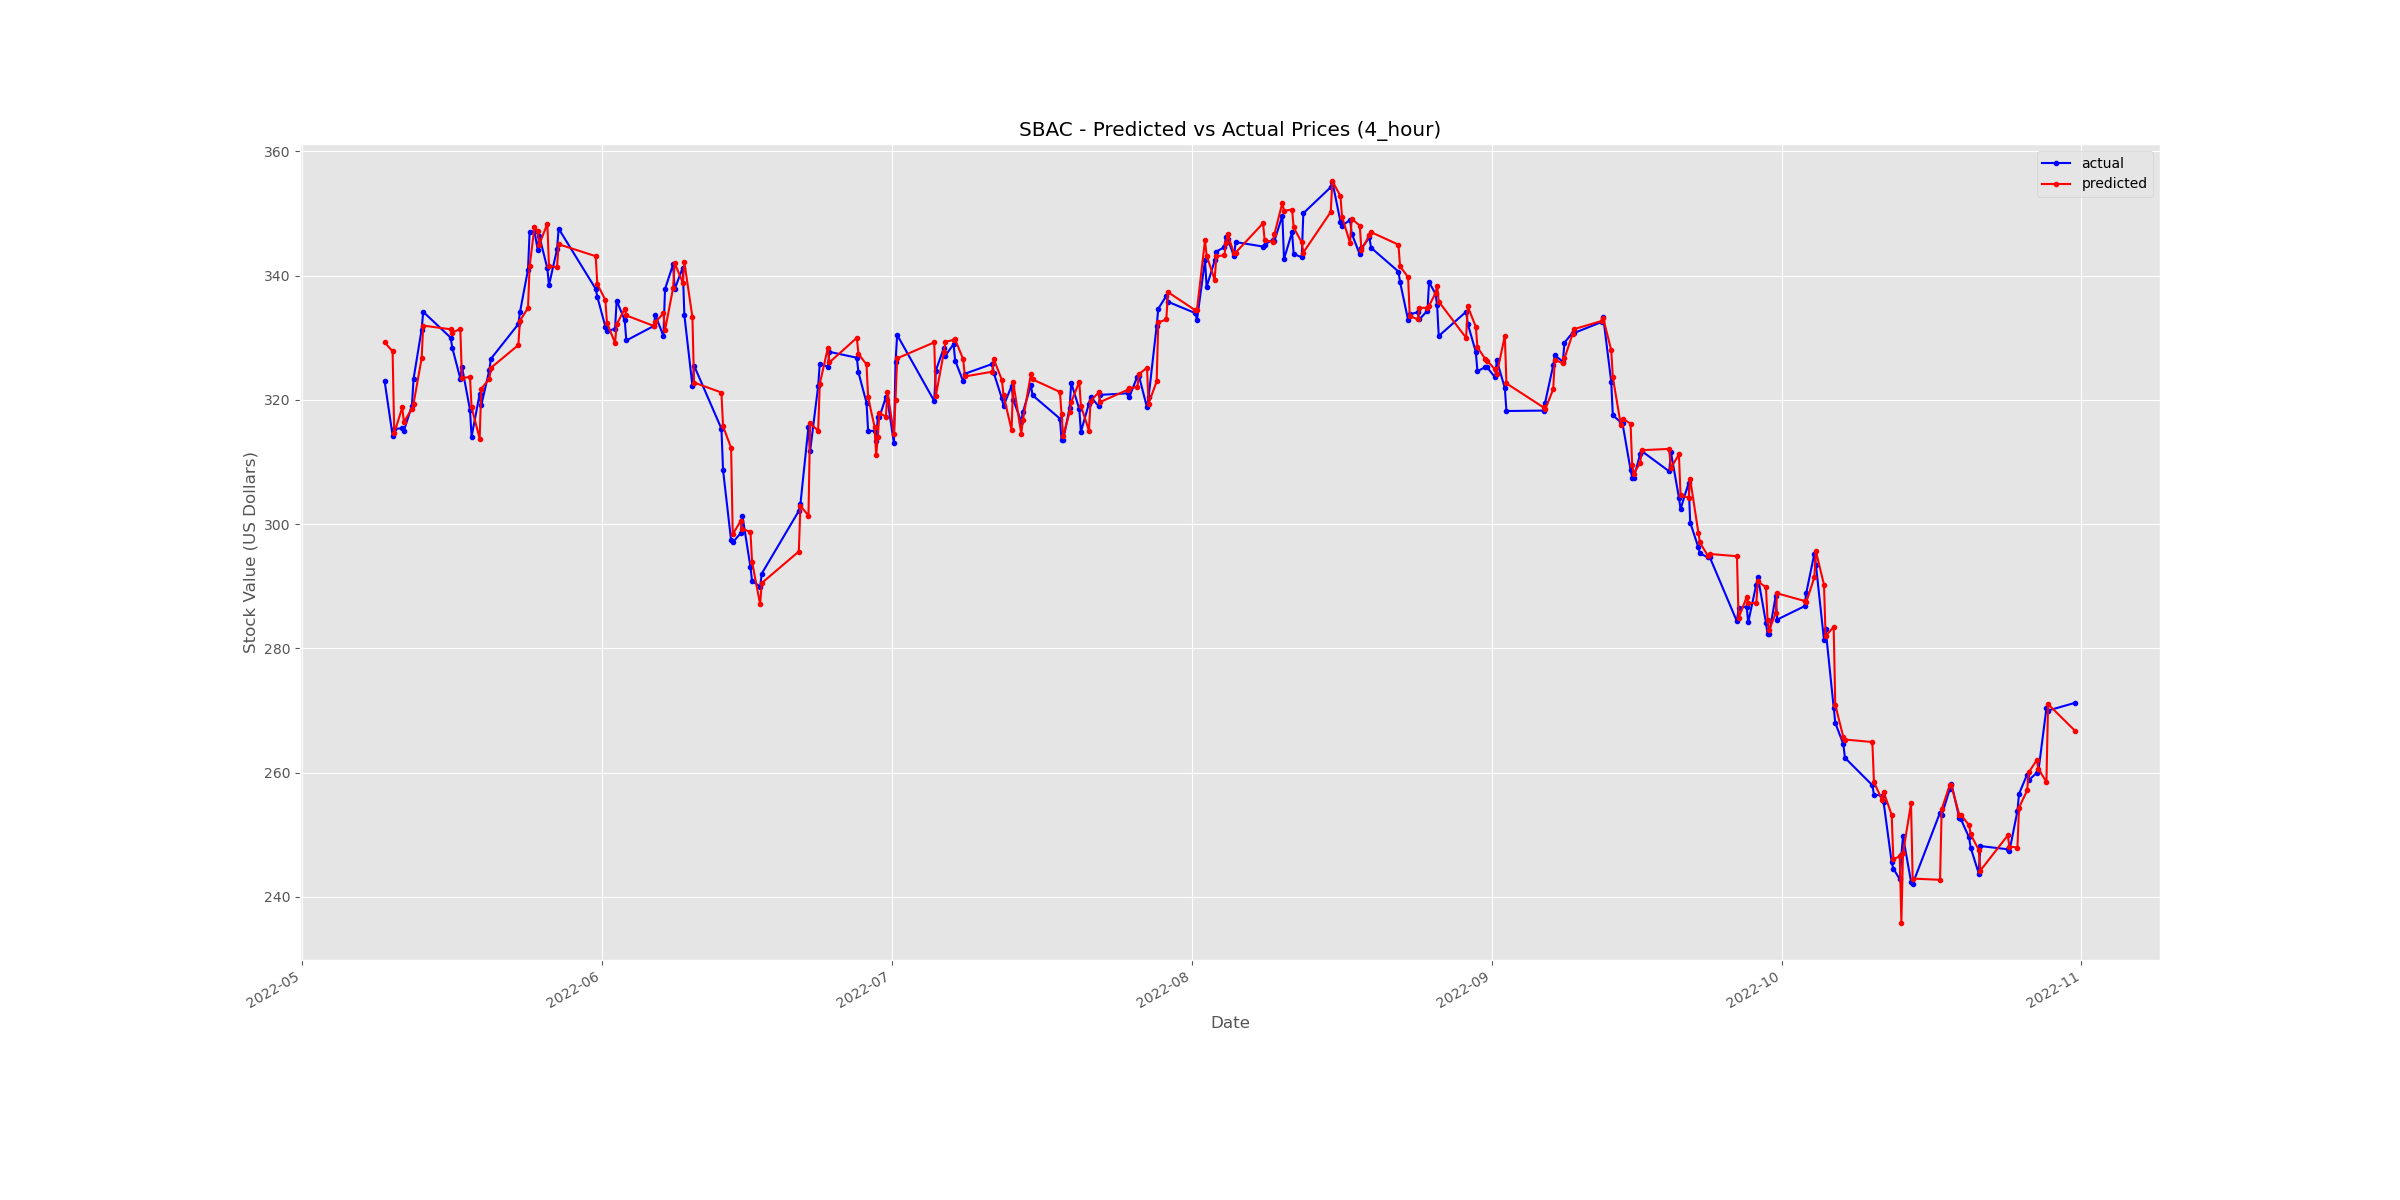 SBAC - Predicted vs Actual Prices (4_hour)
actual
predicted
Stock Value (US Dollars)
360
340
320
300
280
260
240
2022-05
2022-06
2022-07
2022-08
2022-09
2022-10
2022-11
Date